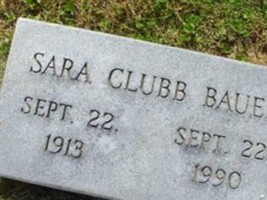 SARA CLUBB BAUE
SEPT. 22. SEPT. 22
1913 1990